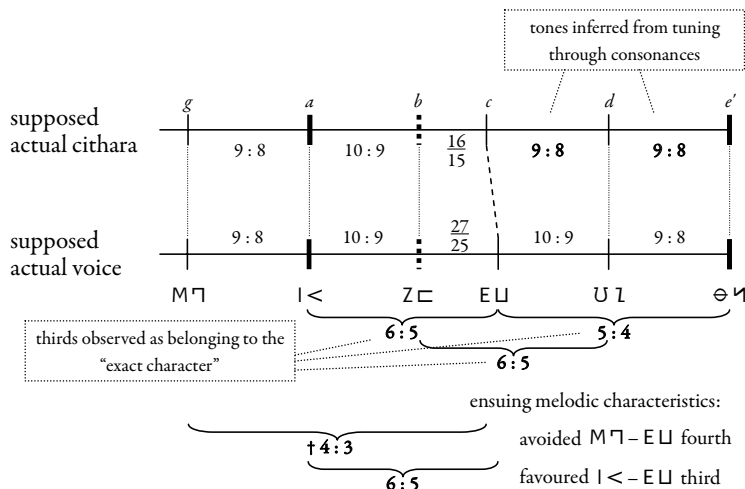 tones inferred from tuning
through consonances
g a b c d e'
supposed
actual cithara
9:8 10:9 16/15 9:8 9:8
supposed
actual voice
9:8 10:9 27/25 10:9 9:8
M I < Z ⊏ E ⊔
thirds observed as belonging to the
“exact character”
6:5 5:4
6:5
ensuing melodic characteristics:
†4:3
avoided M – E ⊔ fourth
6:5
favoured I < – E ⊔ third